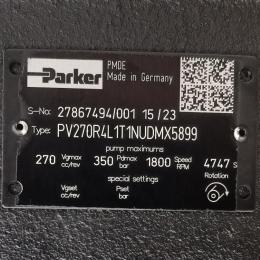 Parker
PMDE
Made in Germany
S-No: 27867494/001 15/23
Type: PV270R4L1T1NUDMX5899
pump maximums
270 Vgmax cc/rev 350 Pdmax bar 1800 Speed RPM 4747 S
special settings
Vgset cc/rev Pset bar Rotation